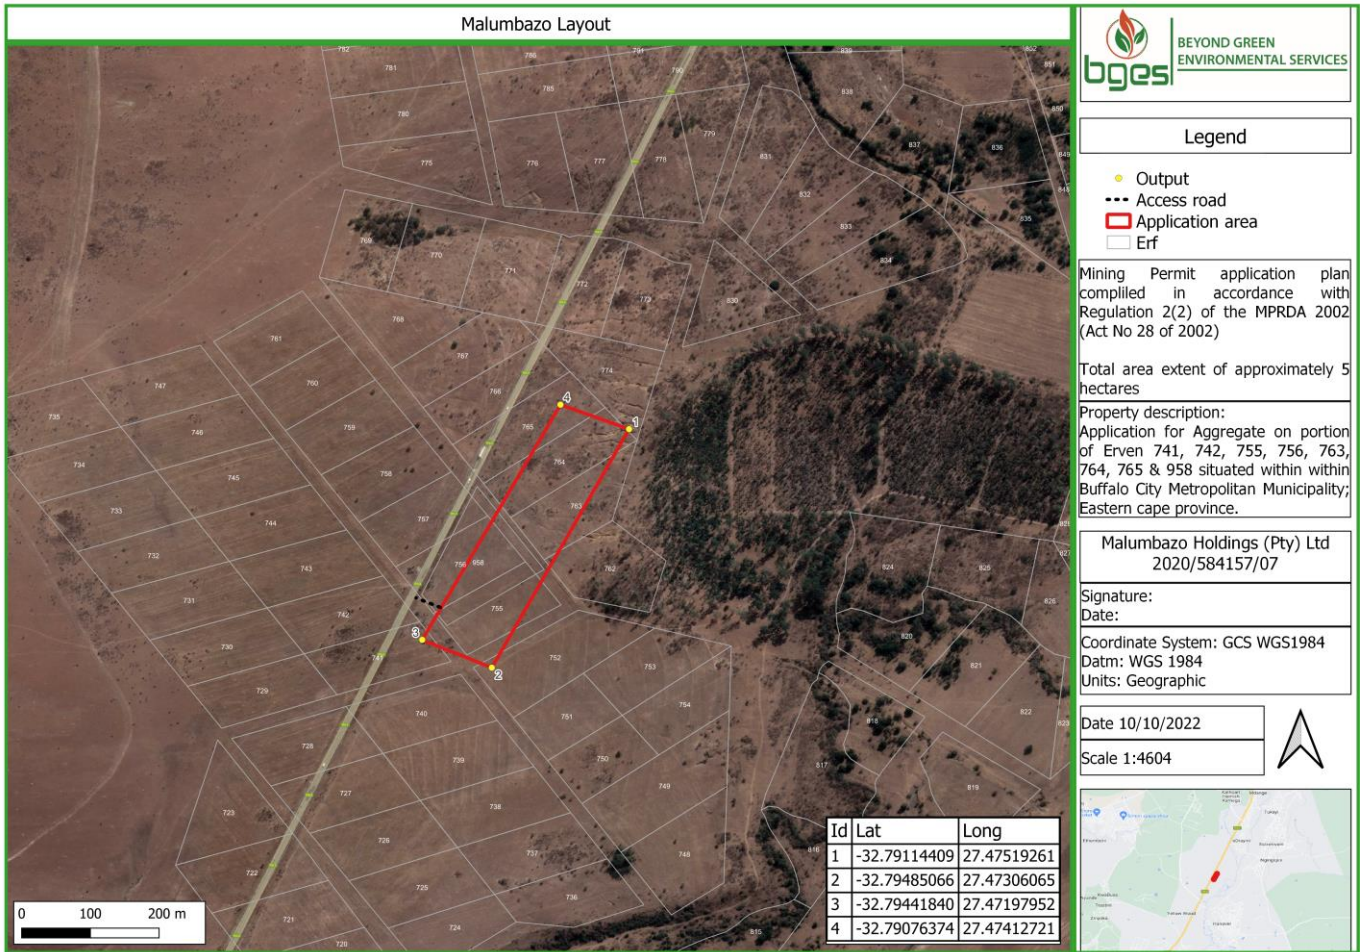 Malumbazo Layout
bges
BEYOND GREEN
ENVIRONMENTAL SERVICES
Legend
Output
Access road
Application area
Erf
Mining Permit application plan
compliled in accordance with
Regulation 2(2) of the MPRDA 2002
(Act No 28 of 2002)
Total area extent of approximately 5
hectares
Property description:
Application for Aggregate on portion
of Erven 741, 742, 755, 756, 763,
764, 765 & 958 situated within within
Buffalo City Metropolitan Municipality;
Eastern cape province.
Malumbazo Holdings (Pty) Ltd
2020/584157/07
Signature:
Date:
Coordinate System: GCS WGS1984
Datm: WGS 1984
Units: Geographic
Date 10/10/2022
Scale 1:4604
782
781
780
775
785
791
790
776
777
778
779
839
838
837
836
835
831
832
833
834
830
769
770
771
772
773
774
768
767
766
765
764
763
762
761
760
759
758
757
756
958
755
747
746
745
744
743
742
741
735
734
733
732
731
730
729
752
753
754
751
750
749
748
740
739
738
737
736
728
727
726
725
724
723
722
721
720
824
825
826
820
821
822
823
818
817
819
816
815
4
1
3
2
Id Lat Long
1 -32.79114409 27.47519261
2 -32.79485066 27.47306065
3 -32.79441840 27.47197952
4 -32.79076374 27.47412721
0 100 200 m